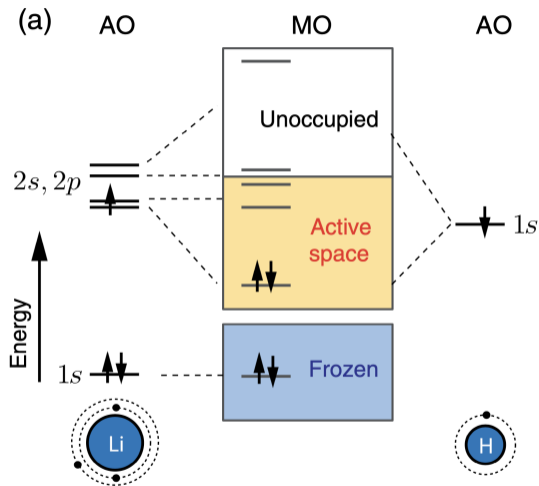 (a)
AO
MO
AO
Unoccupied
2s, 2p
1s
Active
space
Energy
1s
Frozen
Li
H